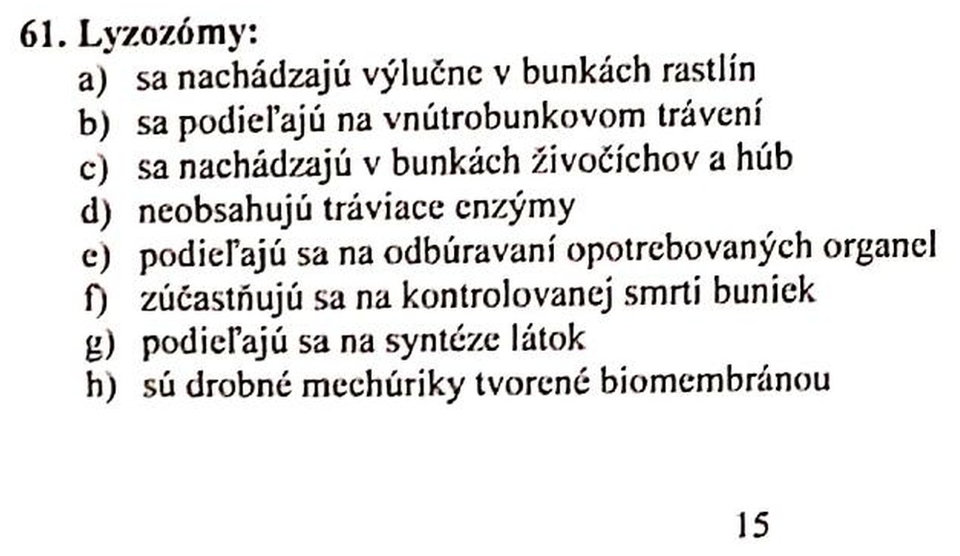 61. Lyzozómy:
a) sa nachádzajú výlučne v bunkách rastlín
b) sa podieľajú na vnútrobunkovom trávení
c) sa nachádzajú v bunkách živočíchov a húb
d) neobsahujú tráviace enzýmy
e) podieľajú sa na odbúravaní opotrebovaných organel
f) zúčastňujú sa na kontrolovanej smrti buniek
g) podieľajú sa na syntéze látok
h) sú drobné mechúriky tvorené biomembránou
15